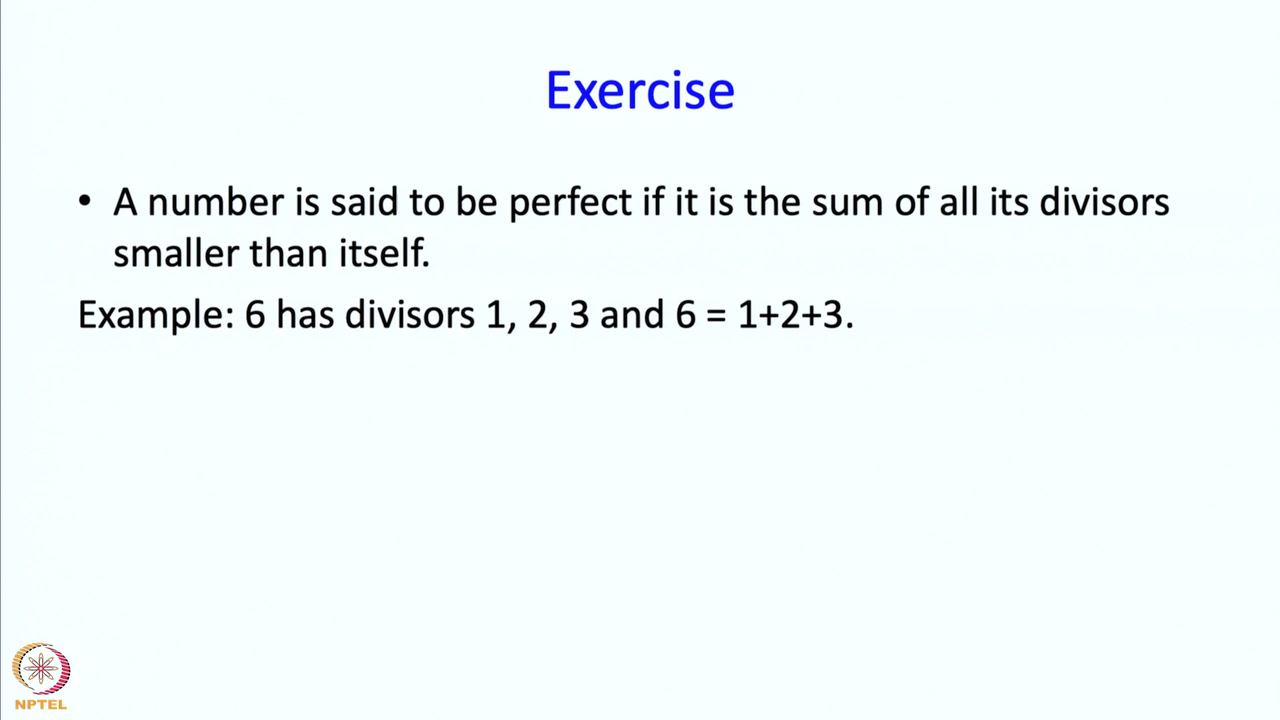 Exercise
• A number is said to be perfect if it is the sum of all its divisors
smaller than itself.
Example: 6 has divisors 1, 2, 3 and 6 = 1+2+3.
NPTEL